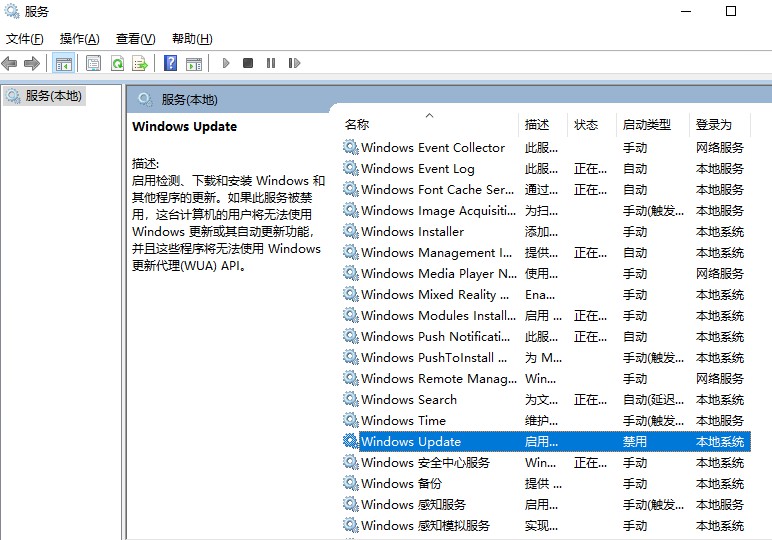 服务
文件(F) 操作(A) 查看(V) 帮助(H)
服务(本地)
服务(本地)
Windows Update
描述:
启用检测、下载和安装 Windows 和
其他程序的更新。如果此服务被禁
用，这台计算机的用户将无法使用
Windows 更新或其自动更新功能，
并且这些程序将无法使用 Windows
更新代理(WUA) API。
名称 描述 状态 启动类型 登录为
Windows Event Collector 此服... 手动 网络服务
Windows Event Log 此服... 正在... 自动 本地服务
Windows Font Cache Ser... 通过... 正在... 自动 本地服务
Windows Image Acquisiti... 为扫... 手动(触发... 本地服务
Windows Installer 添加... 手动 本地系统
Windows Management I... 提供... 正在... 自动 本地系统
Windows Media Player N... 使用... 手动 网络服务
Windows Mixed Reality ... Ena... 手动 本地系统
Windows Modules Install... 启用 ... 正在... 手动 本地系统
Windows Push Notificati... 此服... 正在... 自动 本地系统
Windows PushToInstall ... 为 M... 手动(触发... 本地系统
Windows Remote Manag... Win... 手动 网络服务
Windows Search 为文... 正在... 自动(延迟... 本地系统
Windows Time 维护... 手动(触发... 本地服务
Windows Update 启用... 禁用 本地系统
Windows 安全中心服务 Win... 正在... 手动 本地系统
Windows 备份 提供 ... 手动 本地系统
Windows 感知服务 启用... 手动(触发... 本地服务
Windows 感知模拟服务 实现... 手动 本地系统